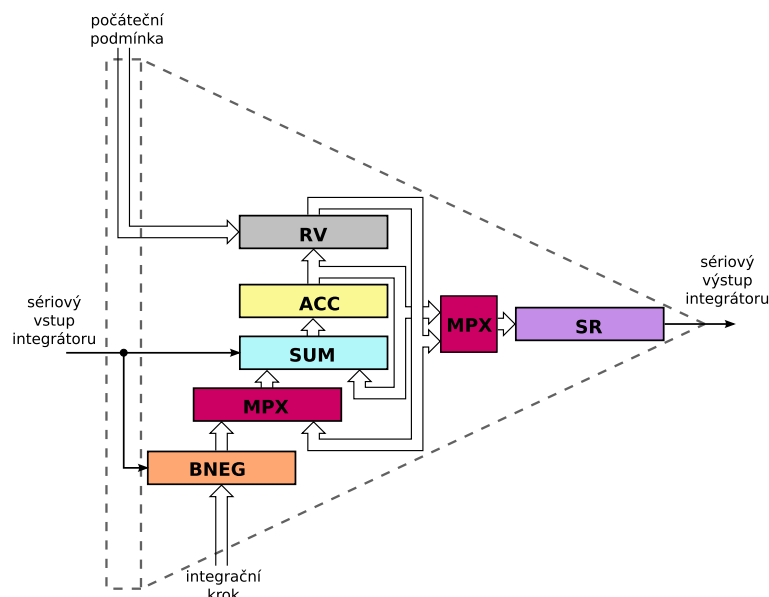 počáteční
podmínka
RV
sériový
výstup
integrátoru
sériový
vstup
integrátoru
ACC
MPX
SR
SUM
MPX
BNEG
integrační
krok